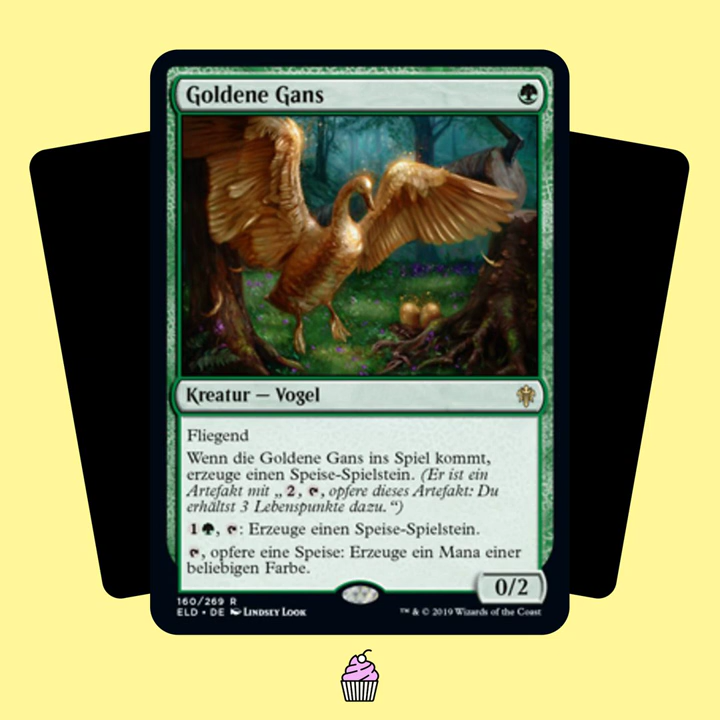 Goldene Gans
Kreatur — Vogel
Fliegend
Wenn die Goldene Gans ins Spiel kommt,
erzeuge einen Speise-Spielstein. (Er ist ein
Artefakt mit „ 2, , opfere dieses Artefakt: Du
erhältst 3 Lebenspunkte dazu.“)
1 , : Erzeuge einen Speise-Spielstein.
, opfere eine Speise: Erzeuge ein Mana einer
beliebigen Farbe.
0/2
160/269 R
ELD • DE Lindsey Look
™ & © 2019 Wizards of the Coast